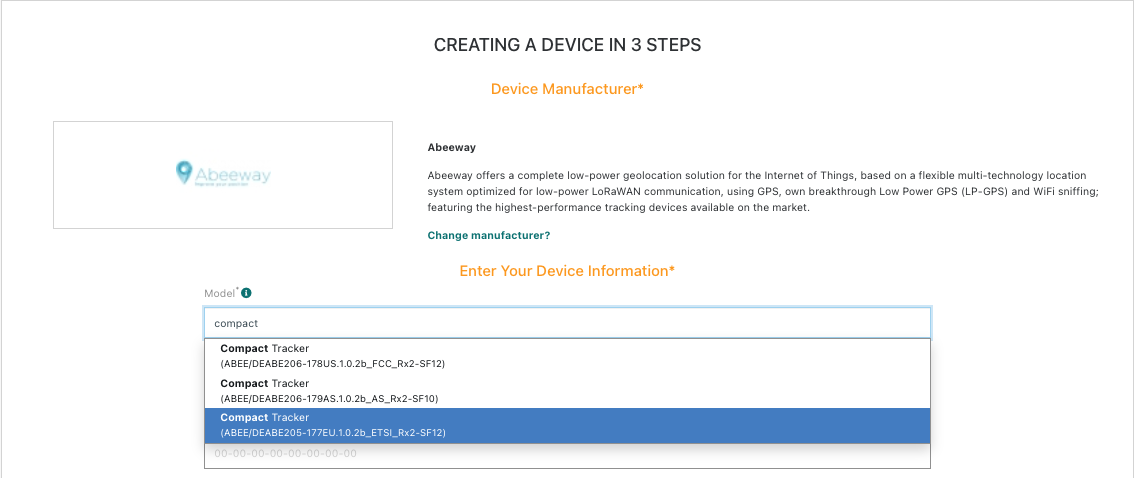 CREATING A DEVICE IN 3 STEPS
Device Manufacturer*
Abeeway
Abeeway
Abeeway offers a complete low-power geolocation solution for the Internet of Things, based on a flexible multi-technology location
system optimized for low-power LoRaWAN communication, using GPS, own breakthrough Low Power GPS (LP-GPS) and WiFi sniffing;
featuring the highest-performance tracking devices available on the market.
Change manufacturer?
Enter Your Device Information*
Model*
compact
Compact Tracker
(ABEE/DEABE206-178US.1.0.2b_FCC_Rx2-SF12)
Compact Tracker
(ABEE/DEABE206-179AS.1.0.2b_AS_Rx2-SF10)
Compact Tracker
(ABEE/DEABE205-177EU.1.0.2b_ETSI_Rx2-SF12)
00-00-00-00-00-00-00-00